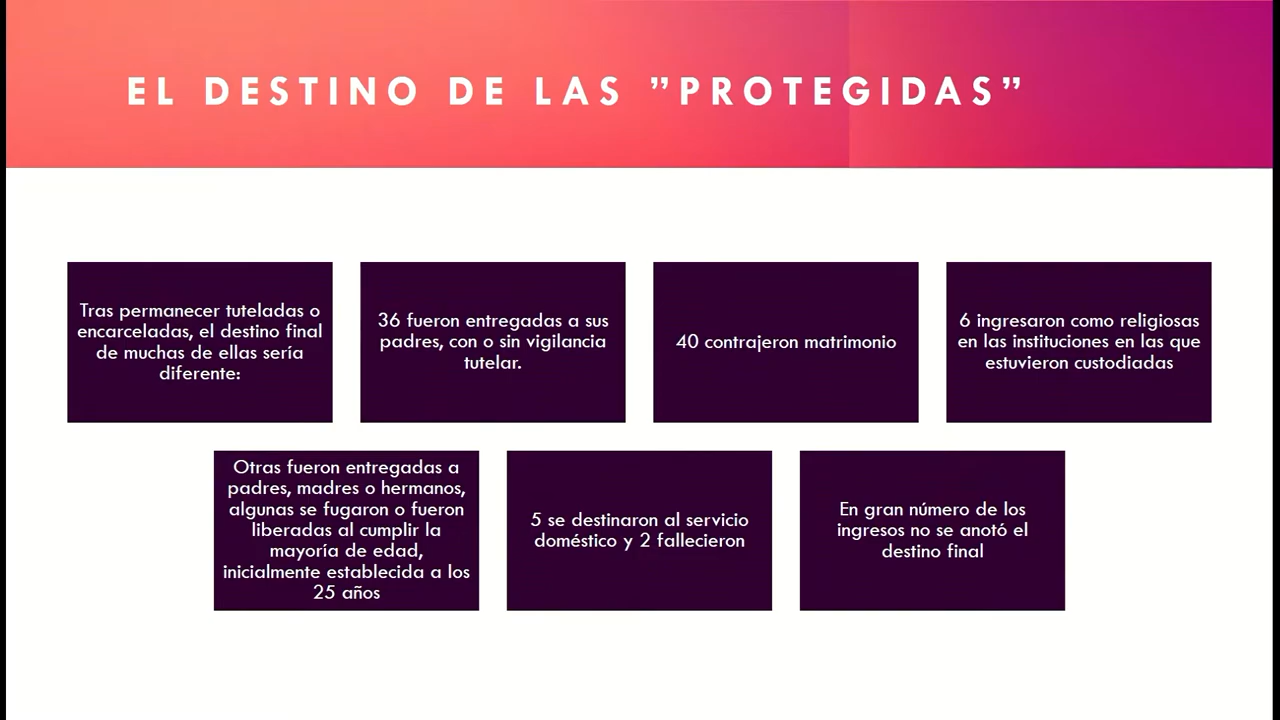 EL DESTINO DE LAS ”PROTEGIDAS”
Tras permanecer tuteladas o
encarceladas, el destino final
de muchas de ellas sería
diferente:
36 fueron entregadas a sus
padres, con o sin vigilancia
tutelar.
40 contrajeron matrimonio
6 ingresaron como religiosas
en las instituciones en las que
estuvieron custodiadas
Otras fueron entregadas a
padres, madres o hermanos,
algunas se fugaron o fueron
liberadas al cumplir la
mayoría de edad,
inicialmente establecida a los
25 años
5 se destinaron al servicio
doméstico y 2 fallecieron
En gran número de los
ingresos no se anotó el
destino final